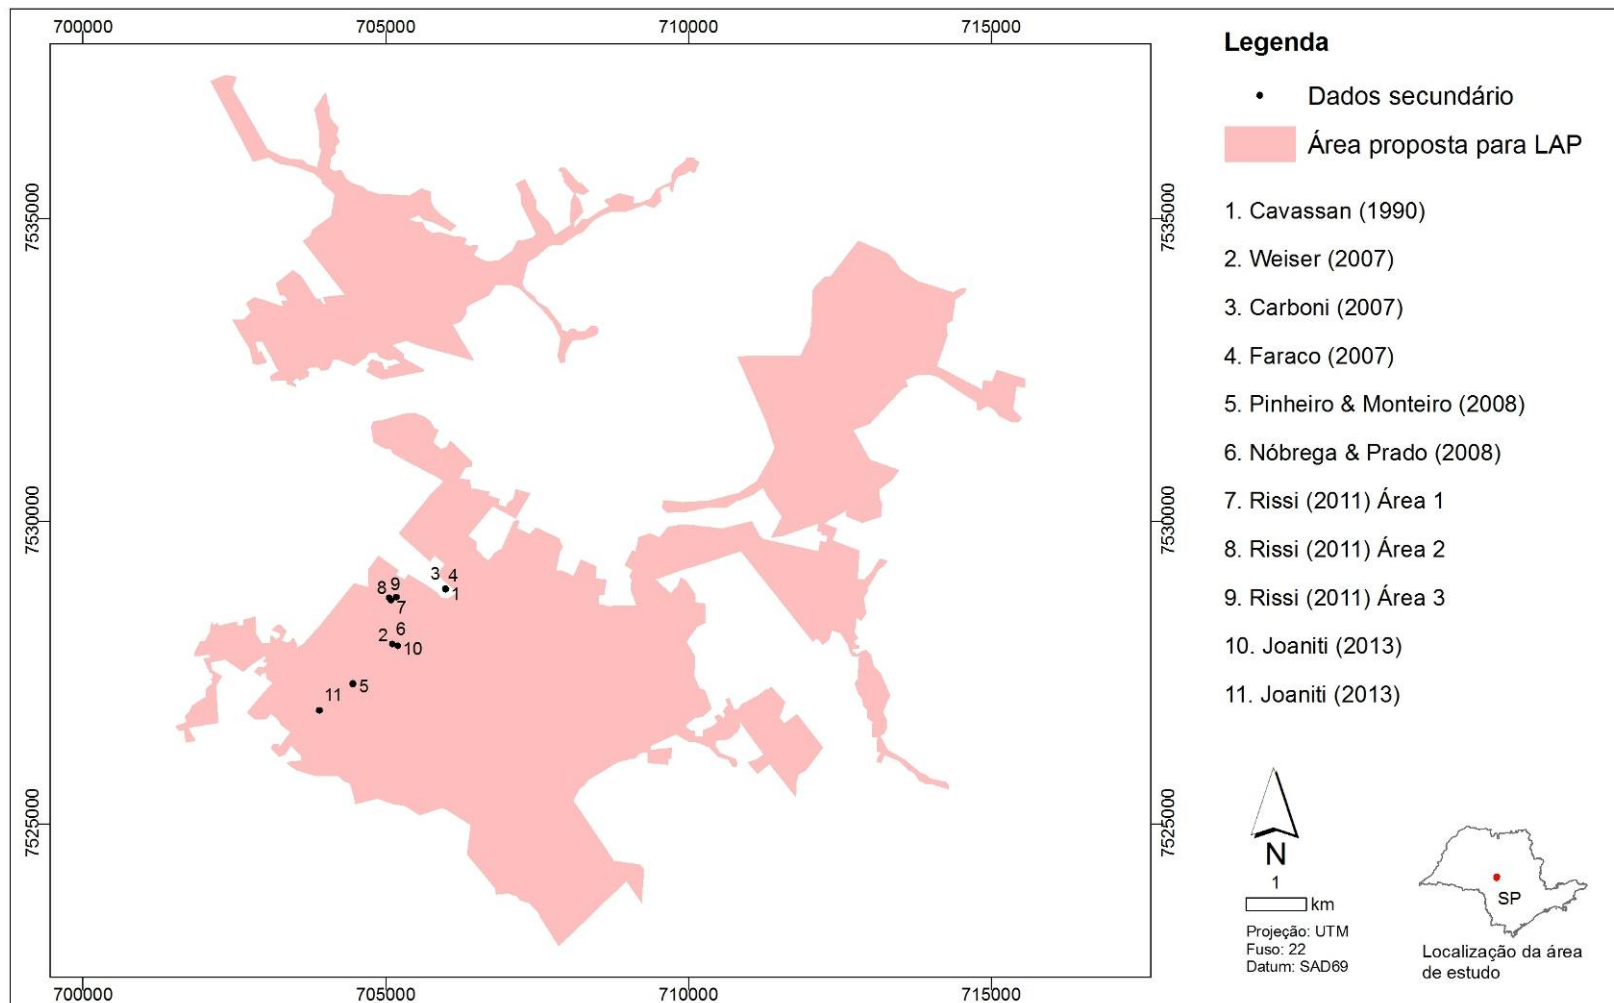 700000
705000
710000
715000
7535000
7530000
7525000
7535000
7530000
7525000
3
4
1
8
9
7
2
6
10
5
11
700000
705000
710000
715000
Legenda
Dados secundário
Área proposta para LAP
1. Cavassan (1990)
2. Weiser (2007)
3. Carboni (2007)
4. Faraco (2007)
5. Pinheiro & Monteiro (2008)
6. Nóbrega & Prado (2008)
7. Rissi (2011) Área 1
8. Rissi (2011) Área 2
9. Rissi (2011) Área 3
10. Joaniti (2013)
11. Joaniti (2013)
N
1
km
Projeção: UTM
Fuso: 22
Datum: SAD69
SP
Localização da área
de estudo